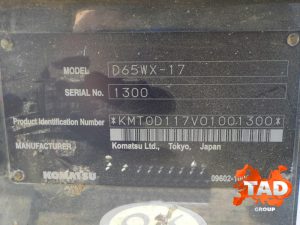 MODEL D65WX-17
SERIAL No. 1300
Product Identification Number *KMT0D117V01001300*
MANUFACTURER Komatsu Ltd., Tokyo, Japan
KOMATSU
TAD
GROUP